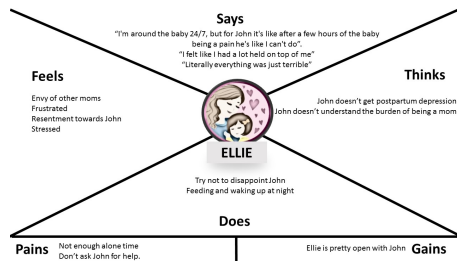 Says
"I'm around the baby 24/7, but for John it's like after a few hours of the baby
being a pain he's like I can't do".
"I felt like I had a lot held on top of me"
"Literally everything was just terrible"
Feels
Envy of other moms
Frustrated
Resentment towards John
Stressed
Thinks
John doesn't get postpartum depression
John doesn't understand the burden of being a mom
ELLIE
Try not to disappoint John
Feeding and waking up at night
Does
Pains
Not enough alone time
Don't ask John for help.
Ellie is pretty open with John
Gains